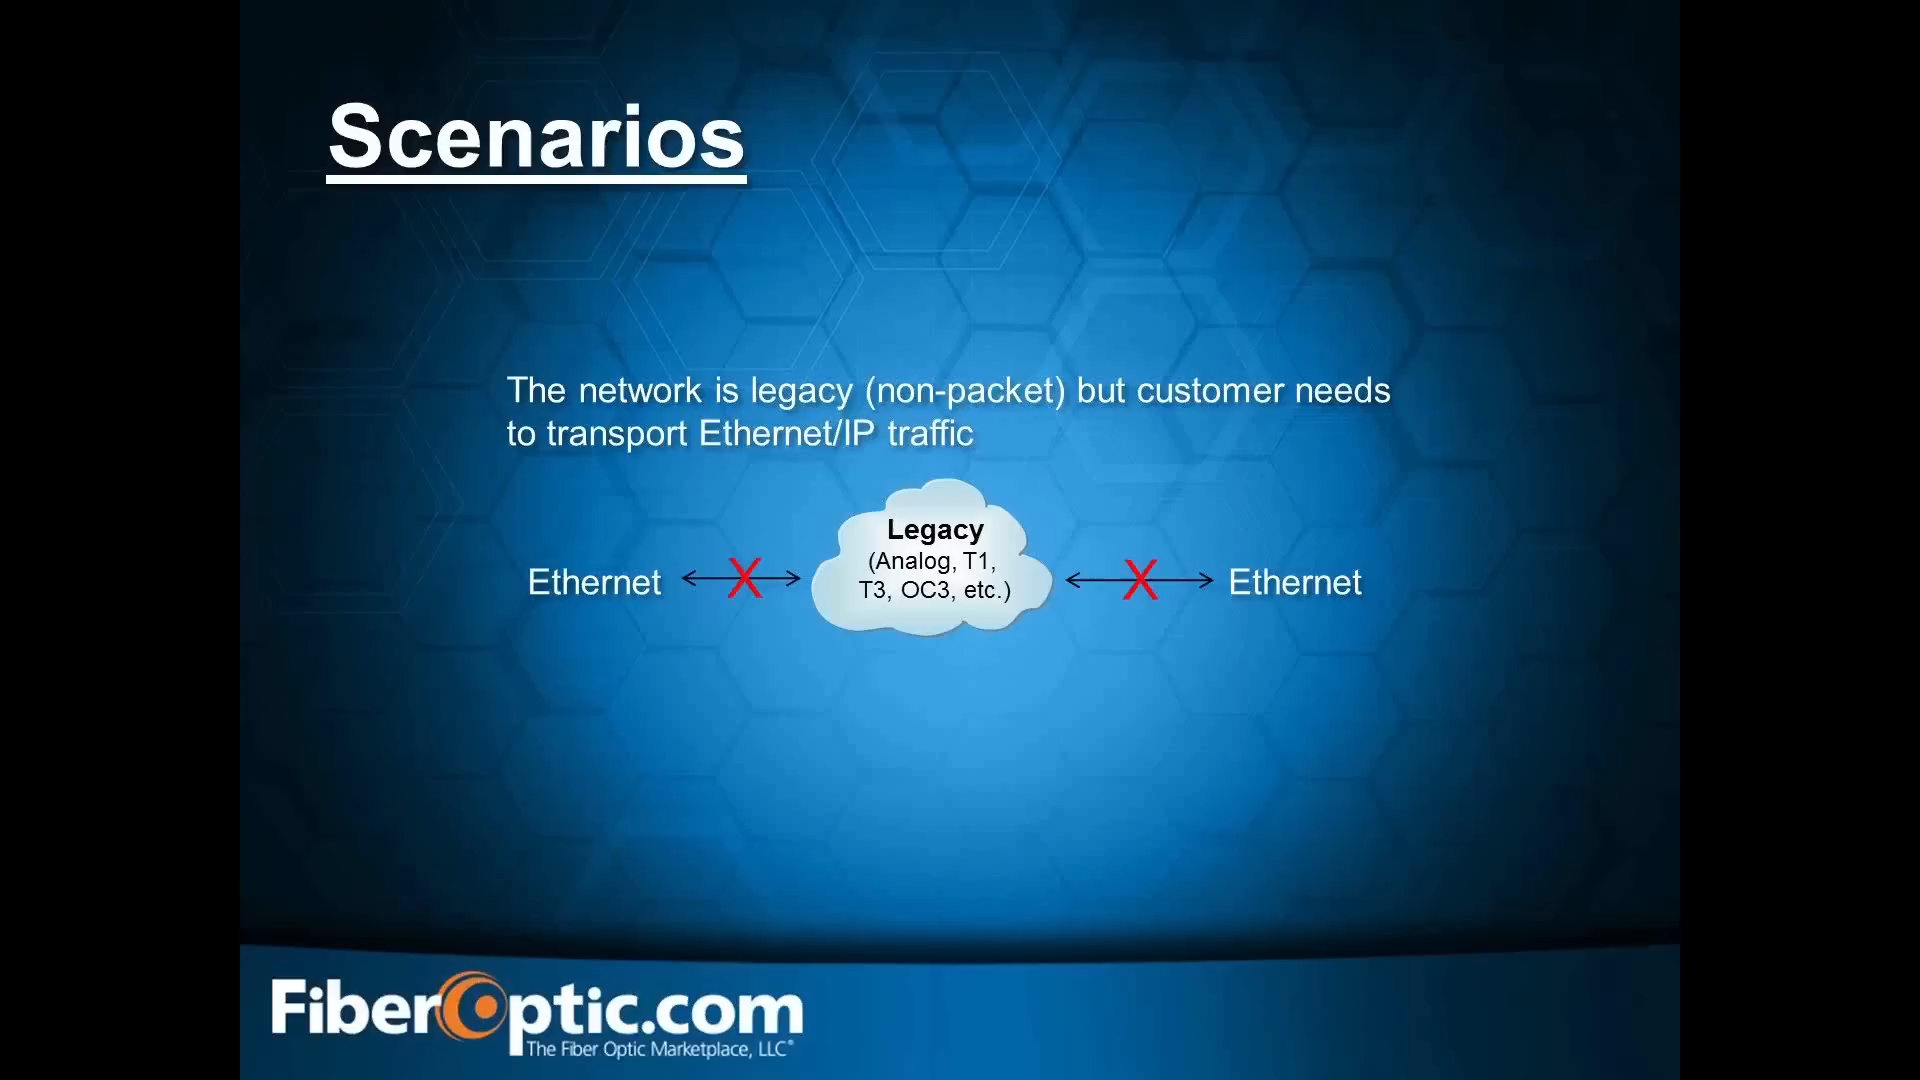 Scenarios
The network is legacy (non-packet) but customer needs
to transport Ethernet/IP traffic
Legacy
(Analog, T1,
T3, OC3, etc.)
Ethernet X X Ethernet
FiberOptic.com
The Fiber Optic Marketplace, LLC®